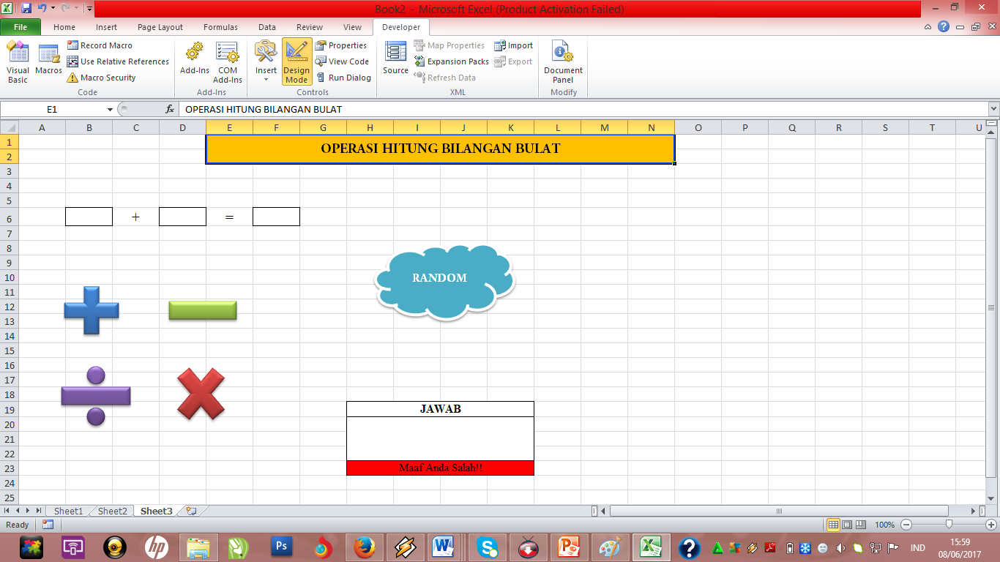 Book2 - Microsoft Excel (Product Activation Failed)
File Home Insert Page Layout Formulas Data Review View Developer
Visual Basic
Macros
Record Macro
Use Relative References
Macro Security
Code
Add-Ins
COM Add-Ins
Add-Ins
Insert
Design Mode
Properties
View Code
Run Dialog
Controls
Source
Map Properties
Expansion Packs
Refresh Data
Import
Export
XML
Document Panel
Modify
E1 fx OPERASI HITUNG BILANGAN BULAT
A B C D E F G H I J K L M N O P Q R S T U
1
OPERASI HITUNG BILANGAN BULAT
2
3
4
5
6 + =
7
8
9
10 RANDOM
11
12
13
14
15
16
17
18
19 JAWAB
20
21
22
23 Maaf Anda Salah!!
24
25
Sheet1 Sheet2 Sheet3
Ready 100%
hp Ps W S P X ? IND 15:59
08/06/2017